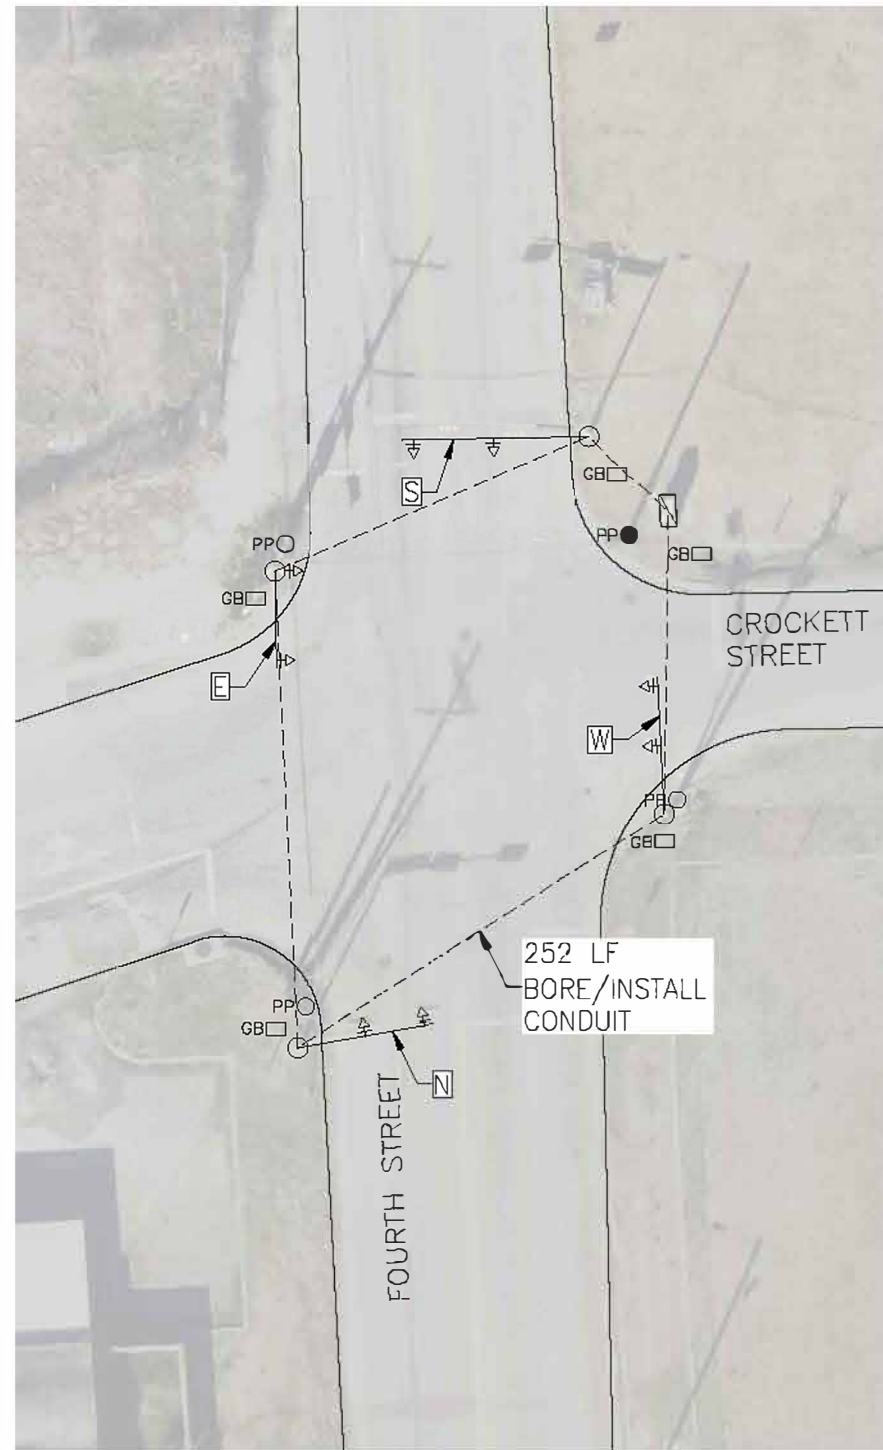 S
GB
PP
PP
GB
GB
CROCKETT
STREET
E
W
PP
GB
252 LF
BORE/INSTALL
CONDUIT
PP
GB
N
FOURTH STREET